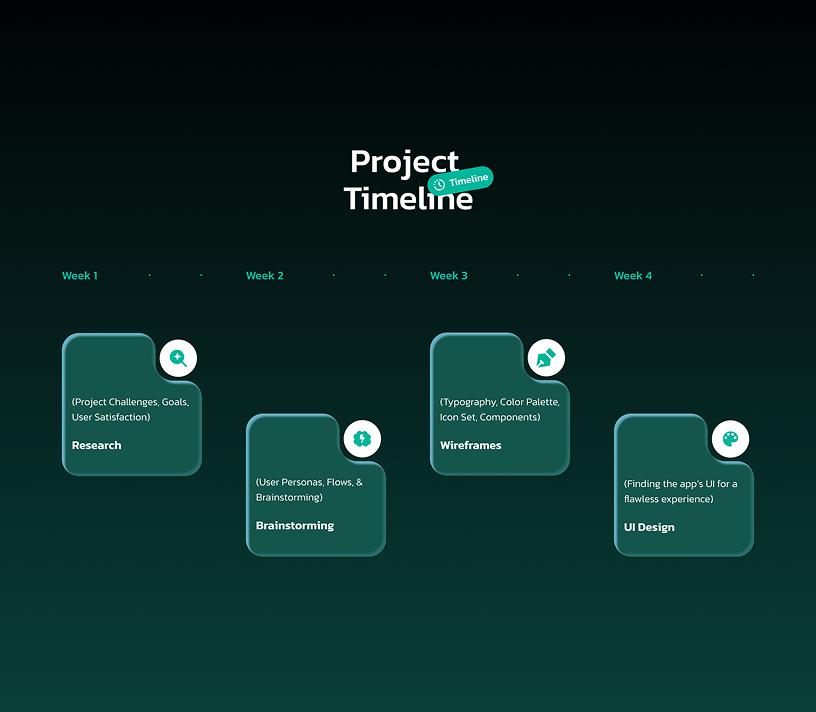 Project
Timeline
Timeline
Week 1
Week 2
Week 3
Week 4
(Project Challenges, Goals,
User Satisfaction)
Research
(User Personas, Flows, &
Brainstorming)
Brainstorming
(Typography, Color Palette,
Icon Set, Components)
Wireframes
(Finding the app's UI for a
flawless experience)
UI Design